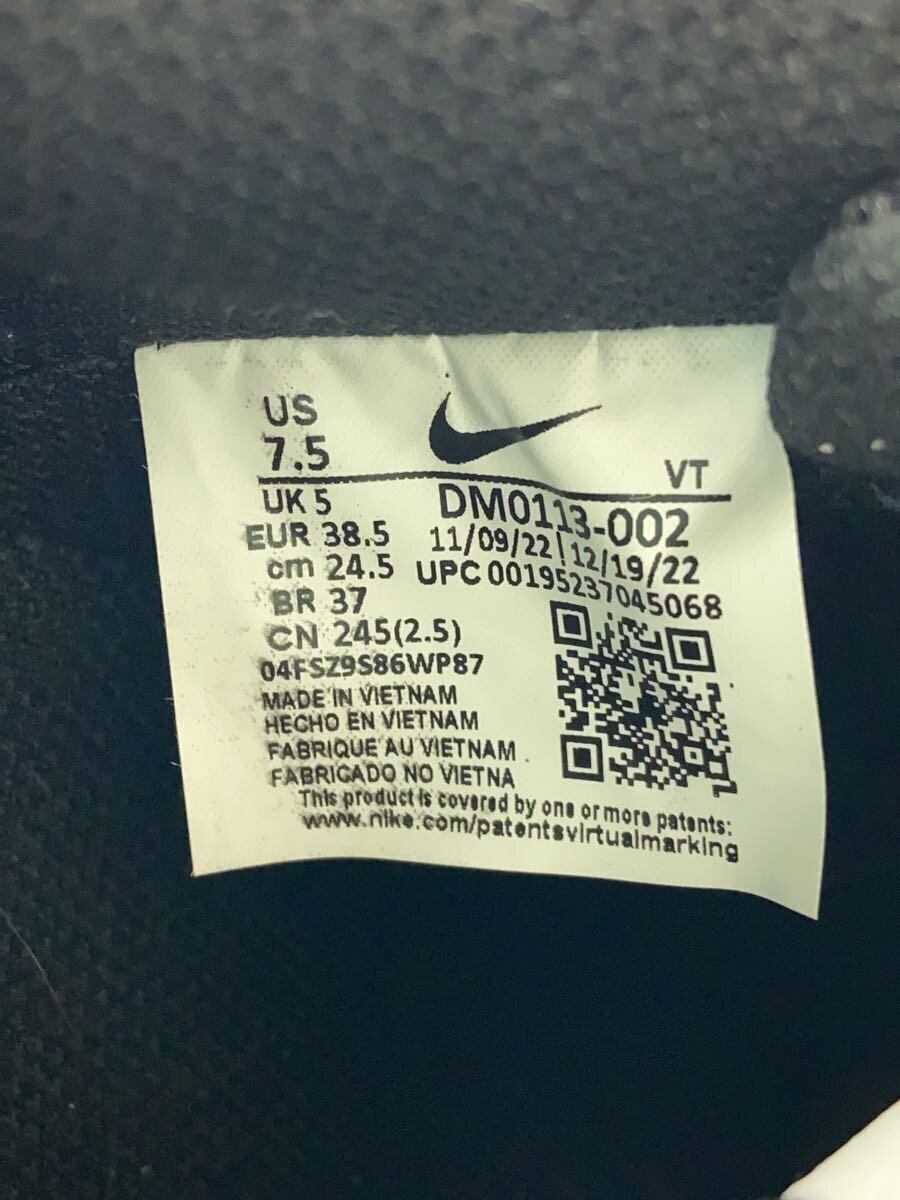 US
7.5
VT
UK 5
DM0113-002
EUR 38.5
11/09/22 | 12/19/22
cm 24.5
UPC 00195237045068
BR 37
CN 245(2.5)
04FSZ9S86WP87
MADE IN VIETNAM
HECHO EN VIETNAM
FABRIQUE AU VIETNAM
FABRICADO NO VIETNA
This product is covered by one or more patents:
www.nike.com/patentsvirtualmarking